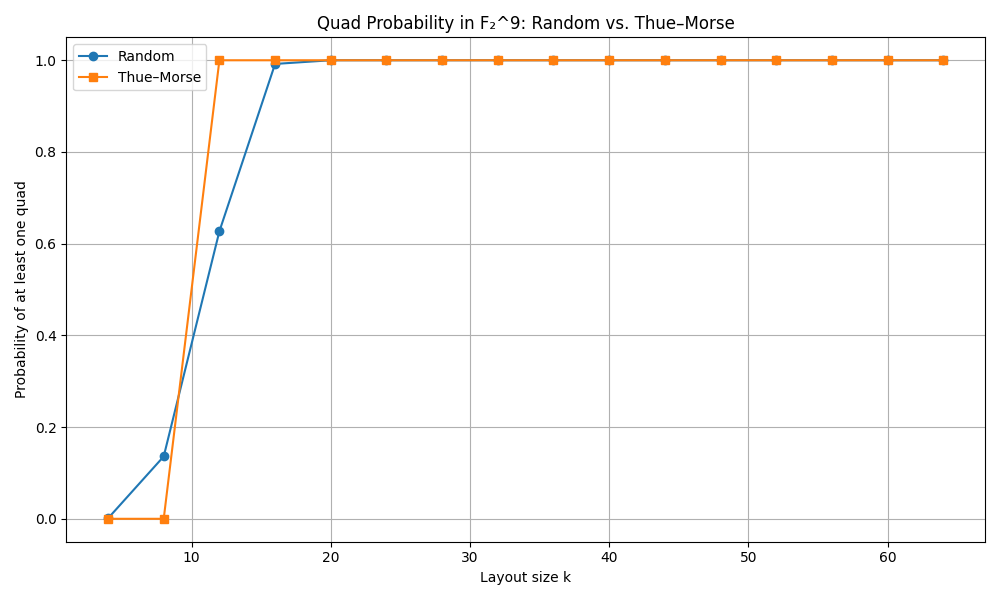 Quad Probability in F₂^9: Random vs. Thue–Morse
Random
Thue–Morse
Probability of at least one quad
1.0
0.8
0.6
0.4
0.2
0.0
10
20
30
40
50
60
Layout size k